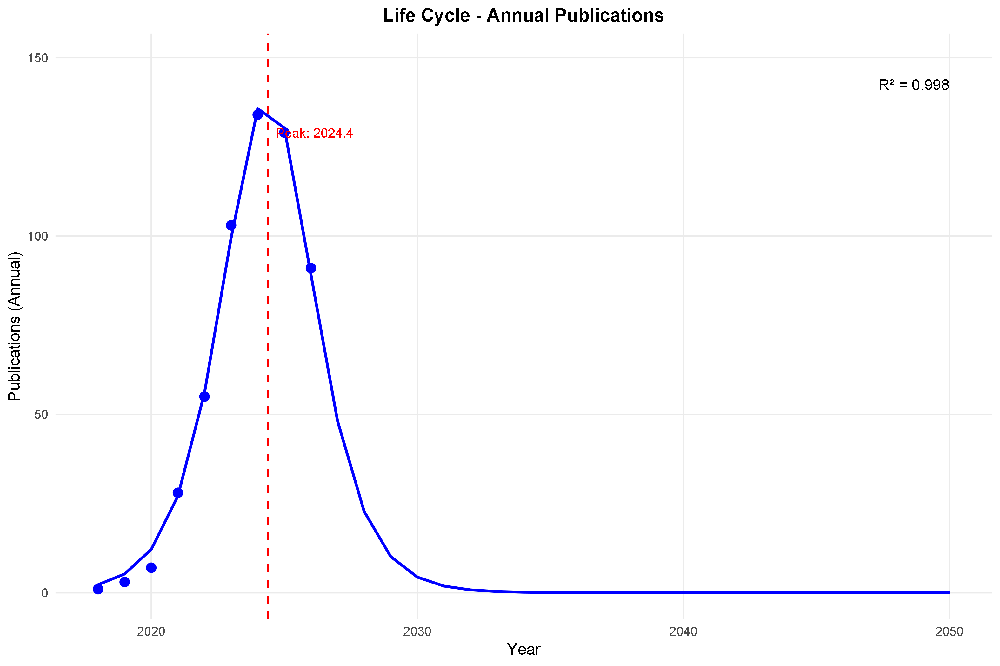 Life Cycle - Annual Publications
150
R² = 0.998
Peak: 2024.4
100
Publications (Annual)
50
0
2020
2030
2040
2050
Year